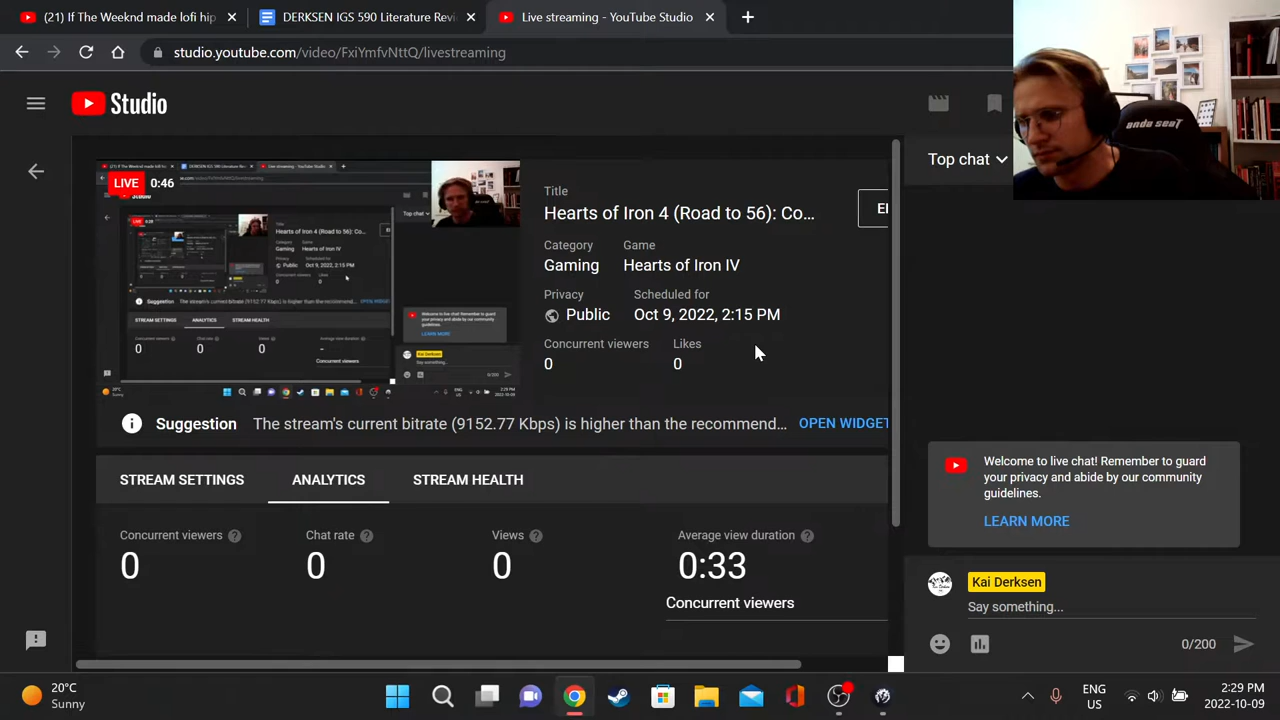 (21) If The Weeknd made lofi hip
DERKSEN IGS 590 Literature Revi
Live streaming - YouTube Studio
studio.youtube.com/video/FxiYmfvNttQ/livestreaming
Studio
Top chat
anda seaT
LIVE 0:46
Title
Hearts of Iron 4 (Road to 56): Co...
Category Game
Gaming Hearts of Iron IV
Privacy Scheduled for
Public Oct 9, 2022, 2:15 PM
Concurrent viewers Likes
0 0
Suggestion The stream's current bitrate (9152.77 Kbps) is higher than the recommend... OPEN WIDGET
STREAM SETTINGS ANALYTICS STREAM HEALTH
Concurrent viewers Chat rate Views Average view duration
0 0 0 0:33
Concurrent viewers
Welcome to live chat! Remember to guard
your privacy and abide by our community
guidelines.
LEARN MORE
Kai Derksen
Say something...
0/200
20°C
Sunny
ENG
US
2:29 PM
2022-10-09